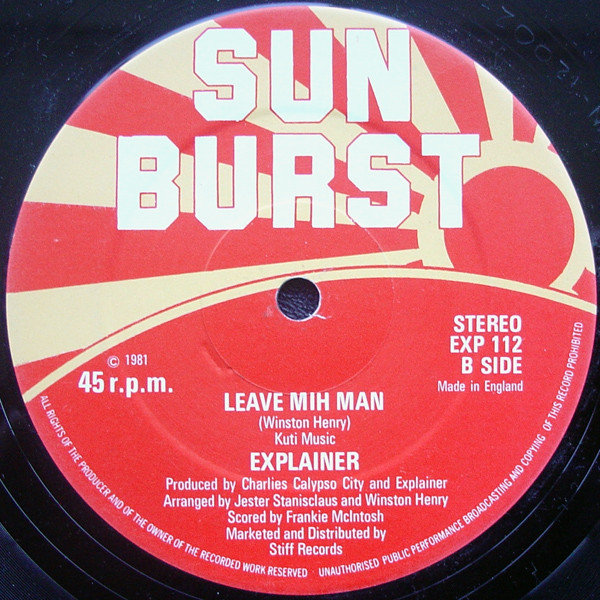 SUN
BURST
STEREO
EXP 112
B SIDE
Made in England
© 1981
45 r.p.m.
LEAVE MIH MAN
(Winston Henry)
Kuti Music
EXPLAINER
Produced by Charlies Calypso City and Explainer
Arranged by Jester Stanisclaus and Winston Henry
Scored by Frankie McIntosh
Marketed and Distributed by
Stiff Records
ALL RIGHTS OF THE PRODUCER AND OF THE OWNER OF THE RECORDED WORK RESERVED · UNAUTHORISED PUBLIC PERFORMANCE BROADCASTING AND COPYING OF THIS RECORD PROHIBITED